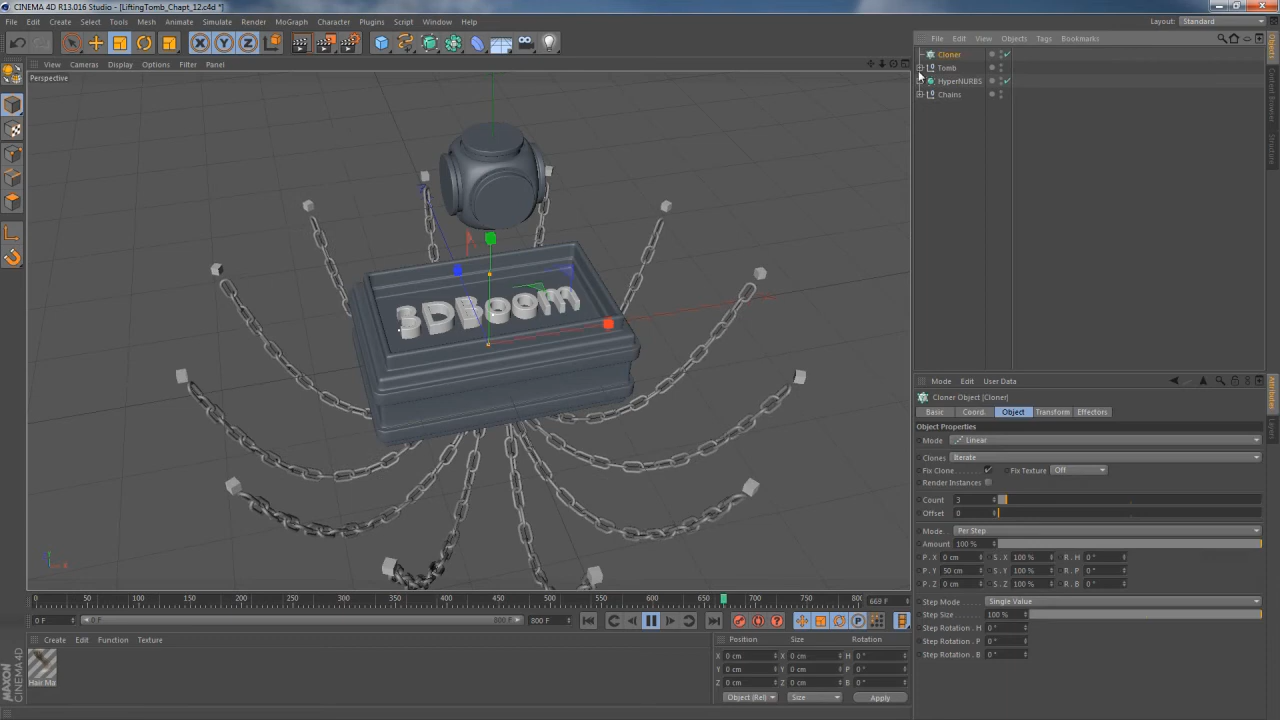 CINEMA 4D R13.016 Studio - [LiftingTomb_Chapt_12.c4d *]
File Edit Create Select Tools Mesh Animate Simulate Render MoGraph Character Plugins Script Window Help Layout: Standard
File Edit View Objects Tags Bookmarks
View Cameras Display Options Filter Panel
Perspective
Cloner
Tomb
HyperNURBS
Chains
Objects
Content Browser
Structure
3DBoom
Mode Edit User Data
Cloner Object [Cloner]
Basic Coord. Object Transform Effectors
Object Properties
Mode Linear
Clones Iterate
Fix Clone Fix Texture Off
Render Instances
Count 3
Offset 0
Mode Per Step
Amount 100 %
P . X 0 cm S . X 100 % R . H 0 °
P . Y 50 cm S . Y 100 % R . P 0 °
P . Z 0 cm S . Z 100 % R . B 0 °
Step Mode Single Value
Step Size 100 %
Step Rotation . H 0 °
Step Rotation . P 0 °
Step Rotation . B 0 °
Attributes
Layers
0 50 100 150 200 250 300 350 400 450 500 550 600 650 700 750 800 669 F
0 F 0 F 800 F 800 F
Create Edit Function Texture
Hair Ma
Position Size Rotation
X 0 cm X 0 cm H 0 °
Y 0 cm Y 0 cm P 0 °
Z 0 cm Z 0 cm B 0 °
Object (Rel) Size Apply
MAXON
CINEMA 4D